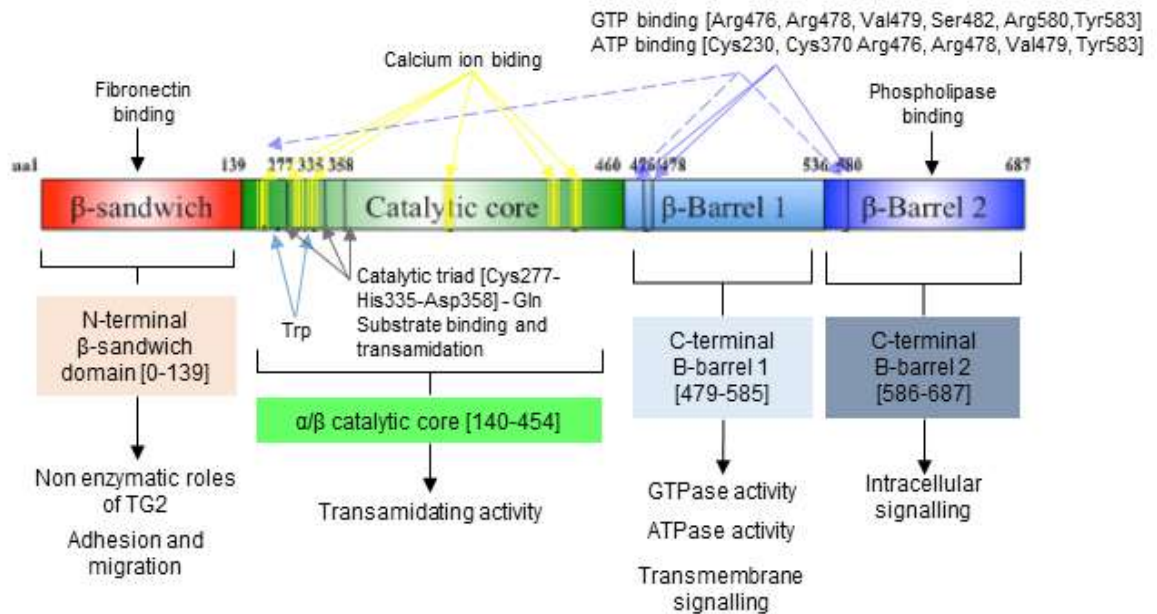 GTP binding [Arg476, Arg478, Val479, Ser482, Arg580,Tyr583]
ATP binding [Cys230, Cys370 Arg476, Arg478, Val479, Tyr583]
Calcium ion biding
Fibronectin
binding
Phospholipase
binding
aa1 139 277 335 358 460 476 478 536 580 687
β-sandwich Catalytic core β-Barrel 1 β-Barrel 2
Trp
Catalytic triad [Cys277-
His335-Asp358] - Gln
Substrate binding and
transamidation
N-terminal
β-sandwich
domain [0-139]
α/β catalytic core [140-454]
C-terminal
B-barrel 1
[479-585]
C-terminal
B-barrel 2
[586-687]
Non enzymatic roles
of TG2
Adhesion and
migration
Transamidating activity
GTPase activity
ATPase activity
Transmembrane
signalling
Intracellular
signalling